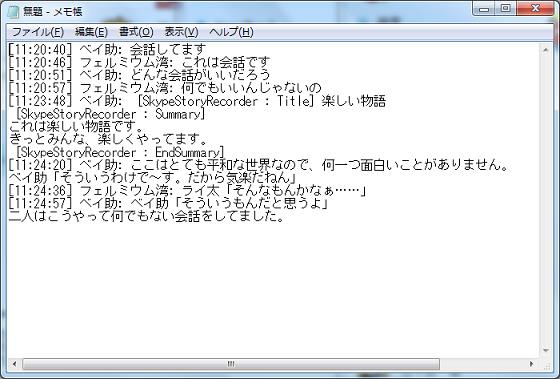 無題 - メモ帳
ファイル(F) 編集(E) 書式(O) 表示(V) ヘルプ(H)
[11:20:40] ベイ助: 会話してます
[11:20:46] フェルミウム湾: これは会話です
[11:20:51] ベイ助: どんな会話がいいだろう
[11:20:57] フェルミウム湾: 何でもいいんじゃないの
[11:23:48] ベイ助: [SkypeStoryRecorder : Title] 楽しい物語
[SkypeStoryRecorder : Summary]
これは楽しい物語です。
きっとみんな、楽しくやってます。
[SkypeStoryRecorder : EndSummary]
[11:24:20] ベイ助: ここはとても平和な世界なので、何一つ面白いことがありません。
ベイ助「そういうわけで~す。だから気楽だねん」
[11:24:36] フェルミウム湾: ライ太「そんなもんかなぁ……」
[11:24:57] ベイ助: ベイ助「そういうもんだと思うよ」
二人はこうやって何でもない会話をしてました。